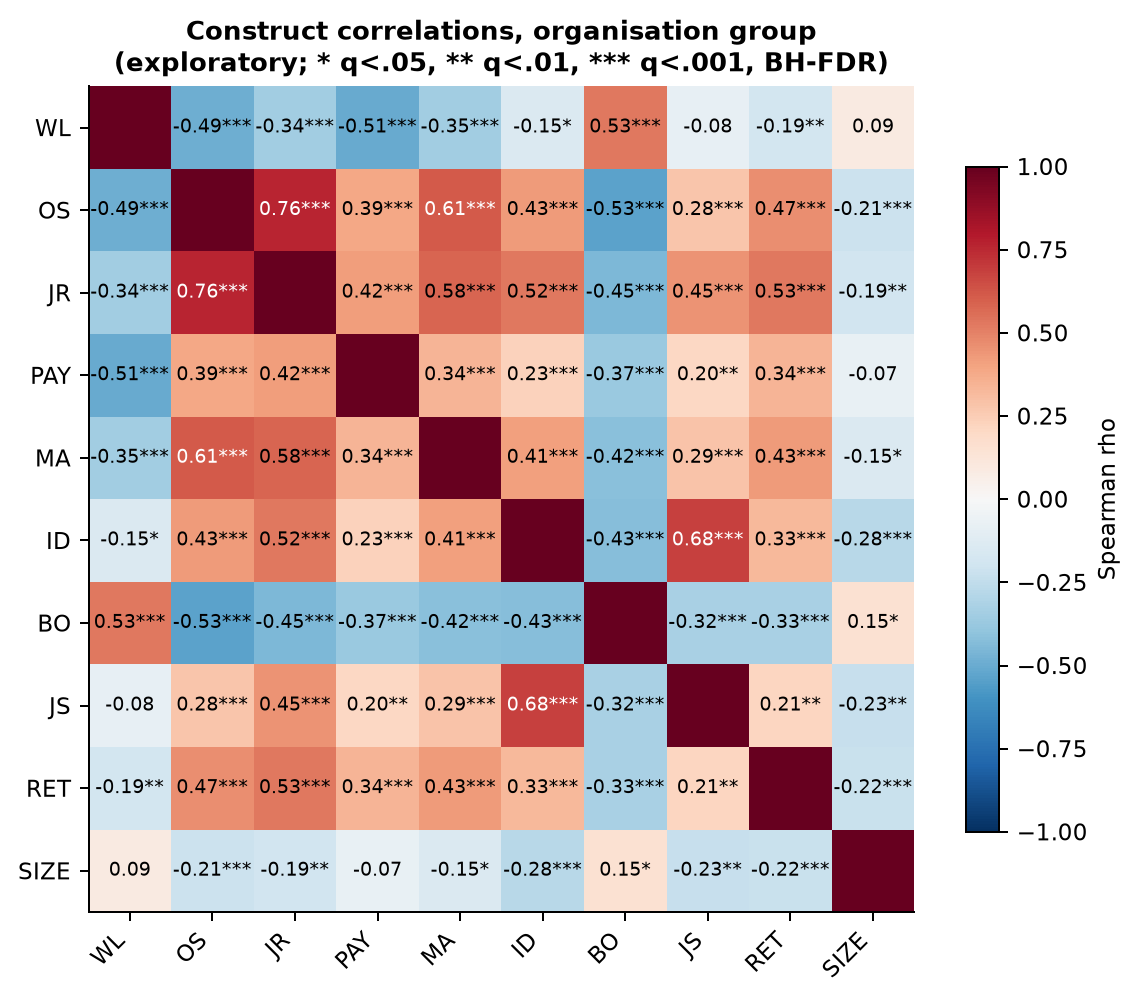 Construct correlations, organisation group
(exploratory; * q<.05, ** q<.01, *** q<.001, BH-FDR)
WL -0.49*** -0.34*** -0.51*** -0.35*** -0.15* 0.53*** -0.08 -0.19** 0.09
OS -0.49*** 0.76*** 0.39*** 0.61*** 0.43*** -0.53*** 0.28*** 0.47*** -0.21***
JR -0.34*** 0.76*** 0.42*** 0.58*** 0.52*** -0.45*** 0.45*** 0.53*** -0.19**
PAY -0.51*** 0.39*** 0.42*** 0.34*** 0.23*** -0.37*** 0.20** 0.34*** -0.07
MA -0.35*** 0.61*** 0.58*** 0.34*** 0.41*** -0.42*** 0.29*** 0.43*** -0.15*
ID -0.15* 0.43*** 0.52*** 0.23*** 0.41*** -0.43*** 0.68*** 0.33*** -0.28***
BO 0.53*** -0.53*** -0.45*** -0.37*** -0.42*** -0.43*** -0.32*** -0.33*** 0.15*
JS -0.08 0.28*** 0.45*** 0.20** 0.29*** 0.68*** -0.32*** 0.21** -0.23**
RET -0.19** 0.47*** 0.53*** 0.34*** 0.43*** 0.33*** -0.33*** 0.21** -0.22***
SIZE 0.09 -0.21*** -0.19** -0.07 -0.15* -0.28*** 0.15* -0.23** -0.22***
WL OS JR PAY MA ID BO JS RET SIZE
1.00
0.75
0.50
0.25
0.00
−0.25
−0.50
−0.75
−1.00
Spearman rho